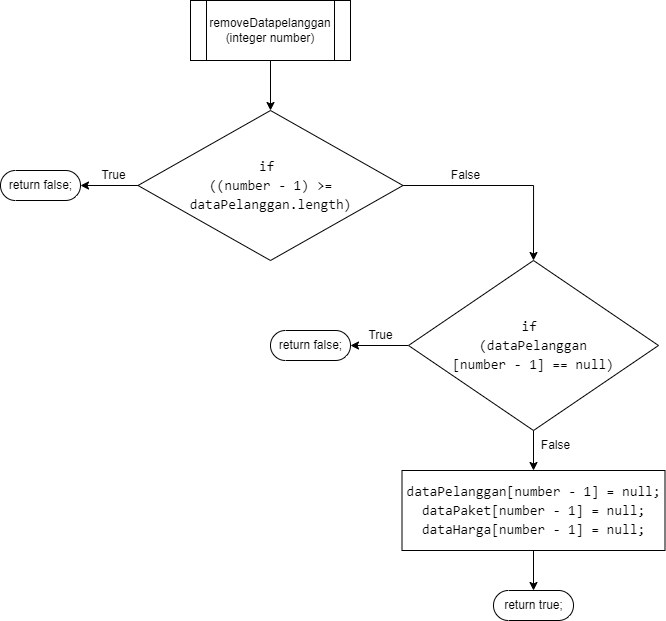 removeDatapelanggan
(integer number)
if
((number - 1) >=
dataPelanggan.length)
True
return false;
False
if
(dataPelanggan
[number - 1] == null)
True
return false;
False
dataPelanggan[number - 1] = null;
dataPaket[number - 1] = null;
dataHarga[number - 1] = null;
return true;